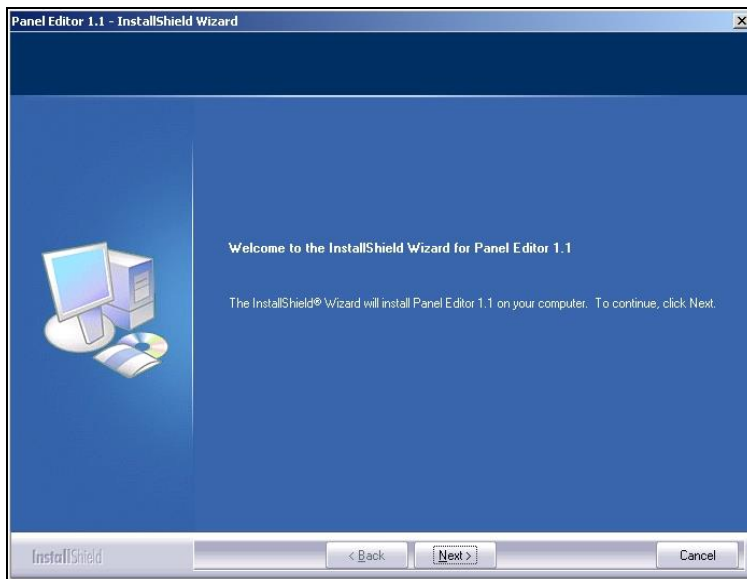 Panel Editor 1.1 - InstallShield Wizard
Welcome to the InstallShield Wizard for Panel Editor 1.1
The InstallShield® Wizard will install Panel Editor 1.1 on your computer. To continue, click Next.
InstallShield
< Back
Next >
Cancel